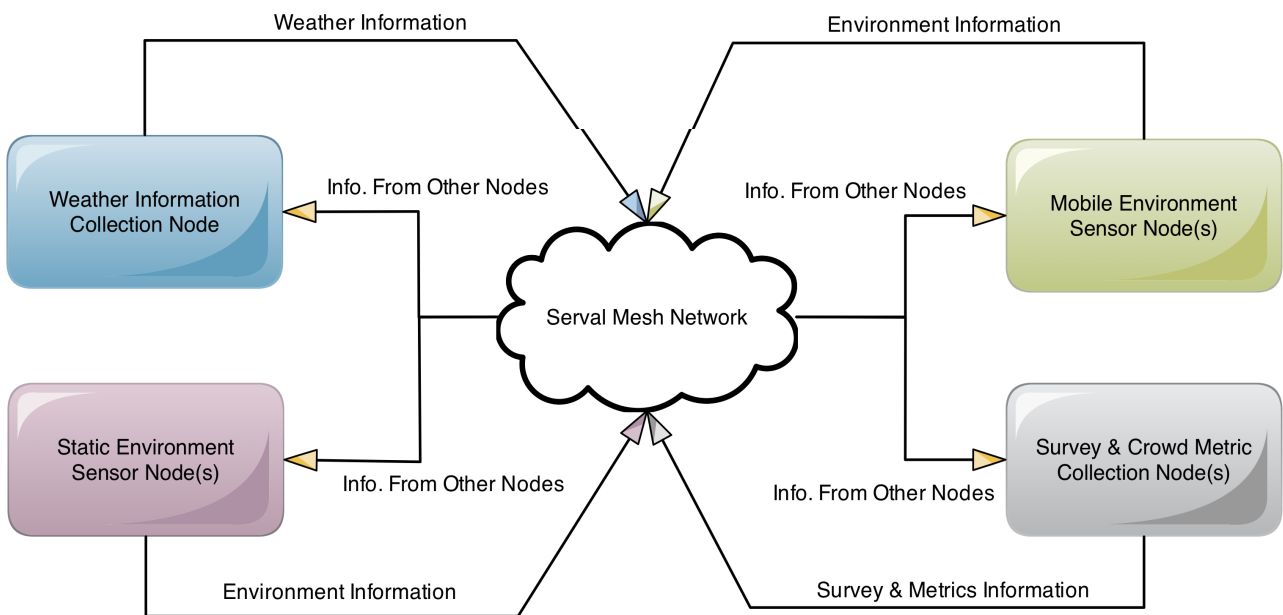 Weather Information
Environment Information
Weather Information
Collection Node
Info. From Other Nodes
Info. From Other Nodes
Mobile Environment
Sensor Node(s)
Serval Mesh Network
Static Environment
Sensor Node(s)
Info. From Other Nodes
Info. From Other Nodes
Survey & Crowd Metric
Collection Node(s)
Environment Information
Survey & Metrics Information